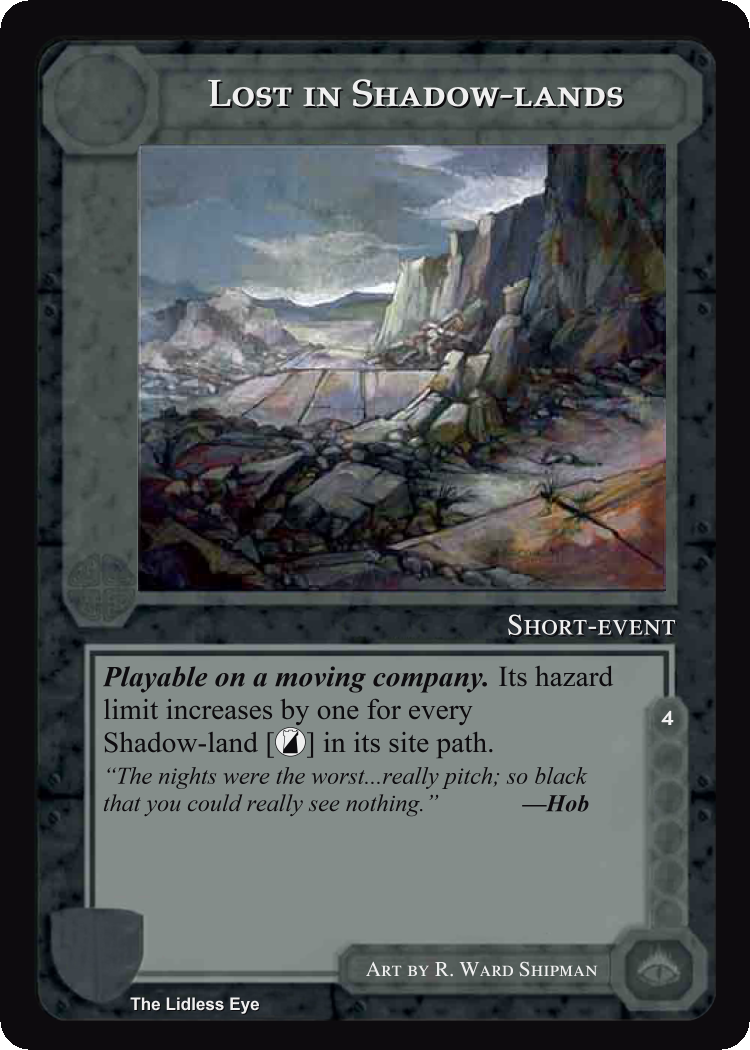 Lost in Shadow-lands
Short-event
Playable on a moving company. Its hazard
limit increases by one for every
Shadow-land [ ] in its site path.
“The nights were the worst...really pitch; so black
that you could really see nothing.” —Hob
4
Art by R. Ward Shipman
The Lidless Eye